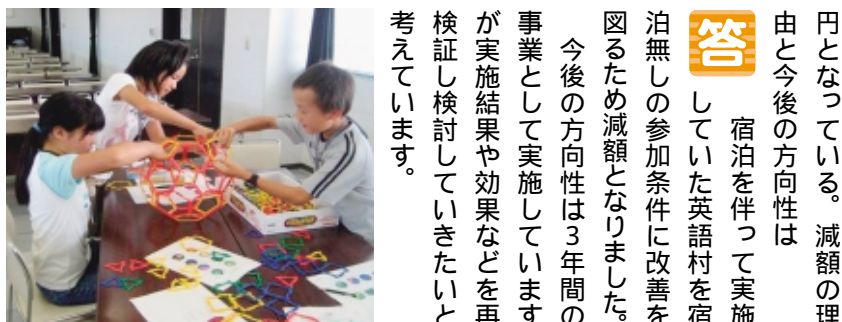 円となっている。減額の理
由と今後の方向性は
答
宿泊を伴って実施
していた英語村を宿
泊無しの参加条件に改善を
図るため減額となりました。
今後の方向性は3年間の
事業として実施しています
が実施結果や効果などを再
検証し検討していきたいと
考えています。